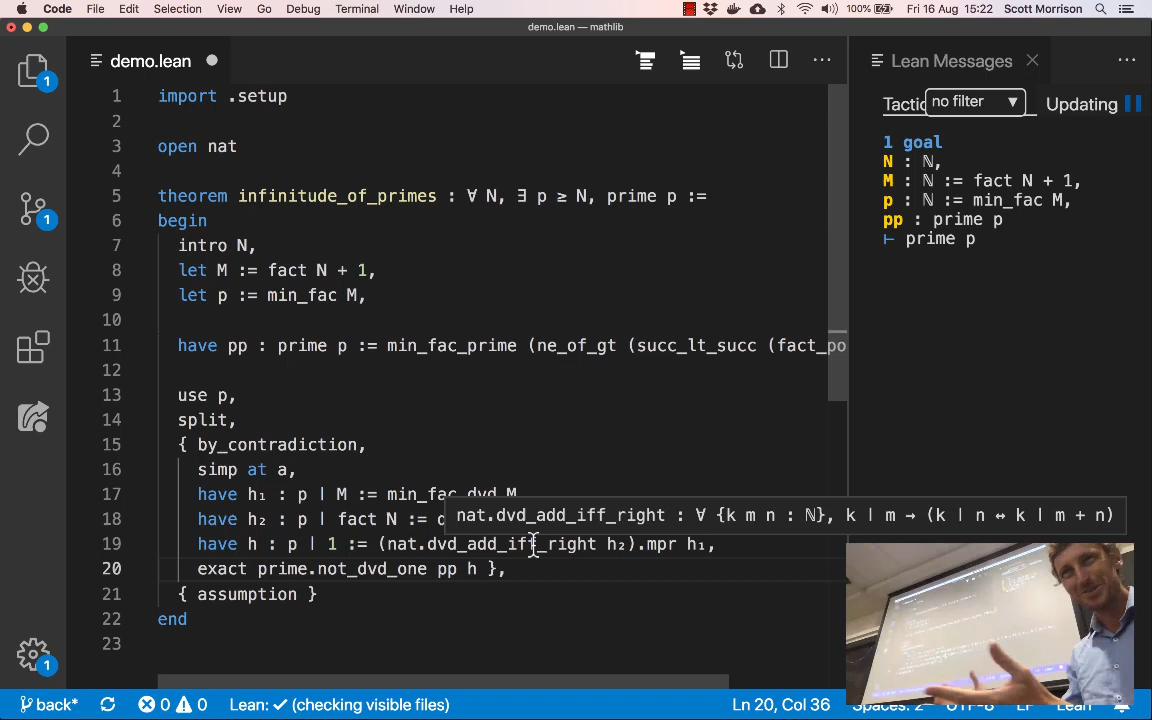 Code File Edit Selection View Go Debug Terminal Window Help 100% Fri 16 Aug 15:22 Scott Morrison
demo.lean — mathlib
demo.lean
Lean Messages
no filter
Updating
1 goal
N : ℕ,
M : ℕ := fact N + 1,
p : ℕ := min_fac M,
pp : prime p
⊢ prime p
1 import .setup
2
3 open nat
4
5 theorem infinitude_of_primes : ∀ N, ∃ p ≥ N, prime p :=
6 begin
7 intro N,
8 let M := fact N + 1,
9 let p := min_fac M,
10
11 have pp : prime p := min_fac_prime (ne_of_gt (succ_lt_succ (fact_po
12
13 use p,
14 split,
15 { by_contradiction,
16 simp at a,
17 have h₁ : p | M := min_fac_dvd M
18 have h₂ : p | fact N :=
nat.dvd_add_iff_right : ∀ {k m n : ℕ}, k | m → (k | n ↔ k | m + n)
19 have h : p | 1 := (nat.dvd_add_iff_right h₂).mpr h₁,
20 exact prime.not_dvd_one pp h },
21 { assumption }
22 end
23
1
1
1
1
back* 0 0 Lean: ✓ (checking visible files) Ln 20, Col 36